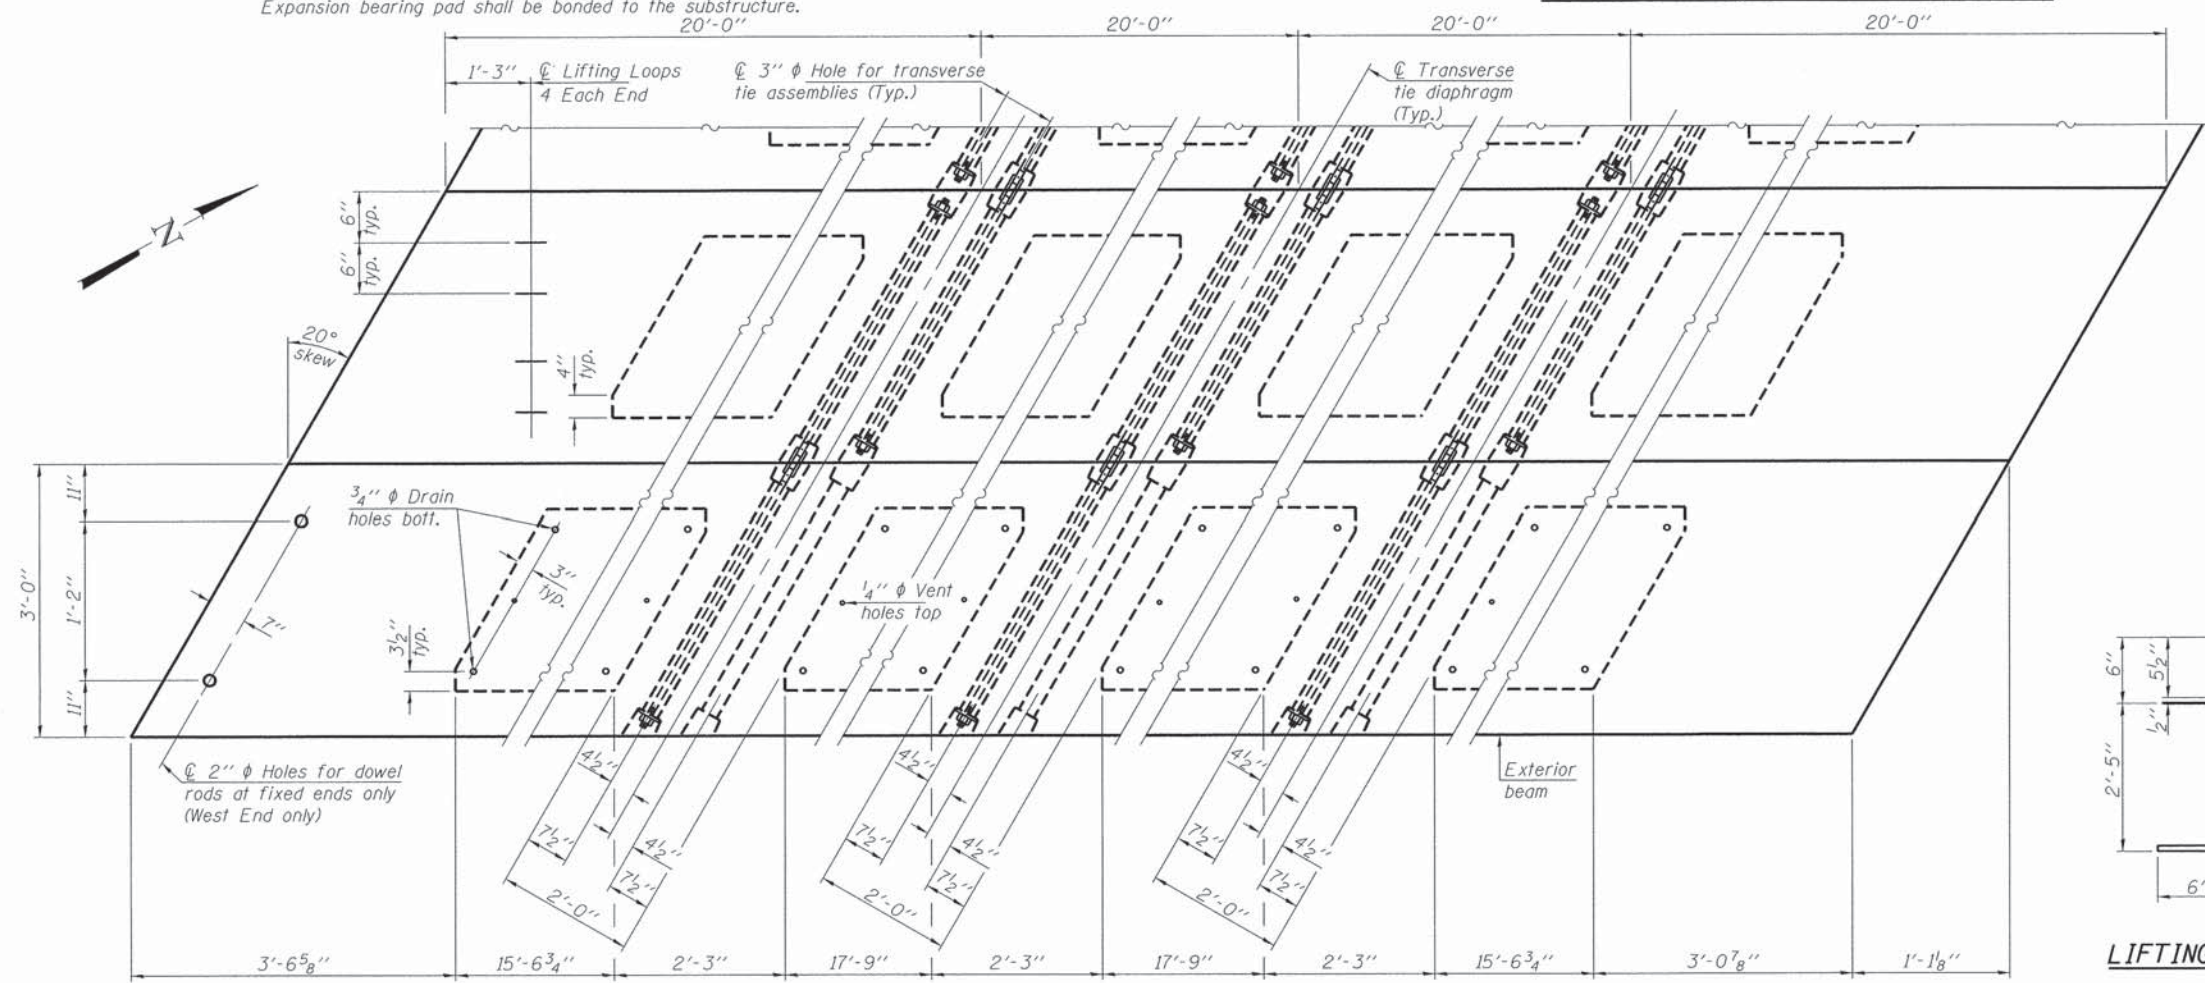 Expansion bearing pad shall be bonded to the substructure.
20'-0"
20'-0"
20'-0"
20'-0"
1'-3"
℄ Lifting Loops
4 Each End
℄ 3" φ Hole for transverse
tie assemblies (Typ.)
℄ Transverse
tie diaphragm
(Typ.)
N
6"
typ.
6"
typ.
20°
skew
4"
typ.
3/4" φ Drain
holes bott.
3"
typ.
1/4" φ Vent
holes top
3 1/2"
typ.
3'-0"
11"
1'-2"
11"
7"
℄ 2" φ Holes for dowel
rods at fixed ends only
(West End only)
Exterior
beam
4 1/2"
7 1/2"
4 1/2"
7 1/2"
2'-0"
4 1/2"
7 1/2"
4 1/2"
7 1/2"
2'-0"
4 1/2"
7 1/2"
4 1/2"
7 1/2"
2'-0"
3'-6 5/8"
15'-6 3/4"
2'-3"
17'-9"
2'-3"
17'-9"
2'-3"
15'-6 3/4"
3'-0 7/8"
1'-1 1/8"
6"
5 1/2"
1/2"
2'-5"
6"
LIFTING